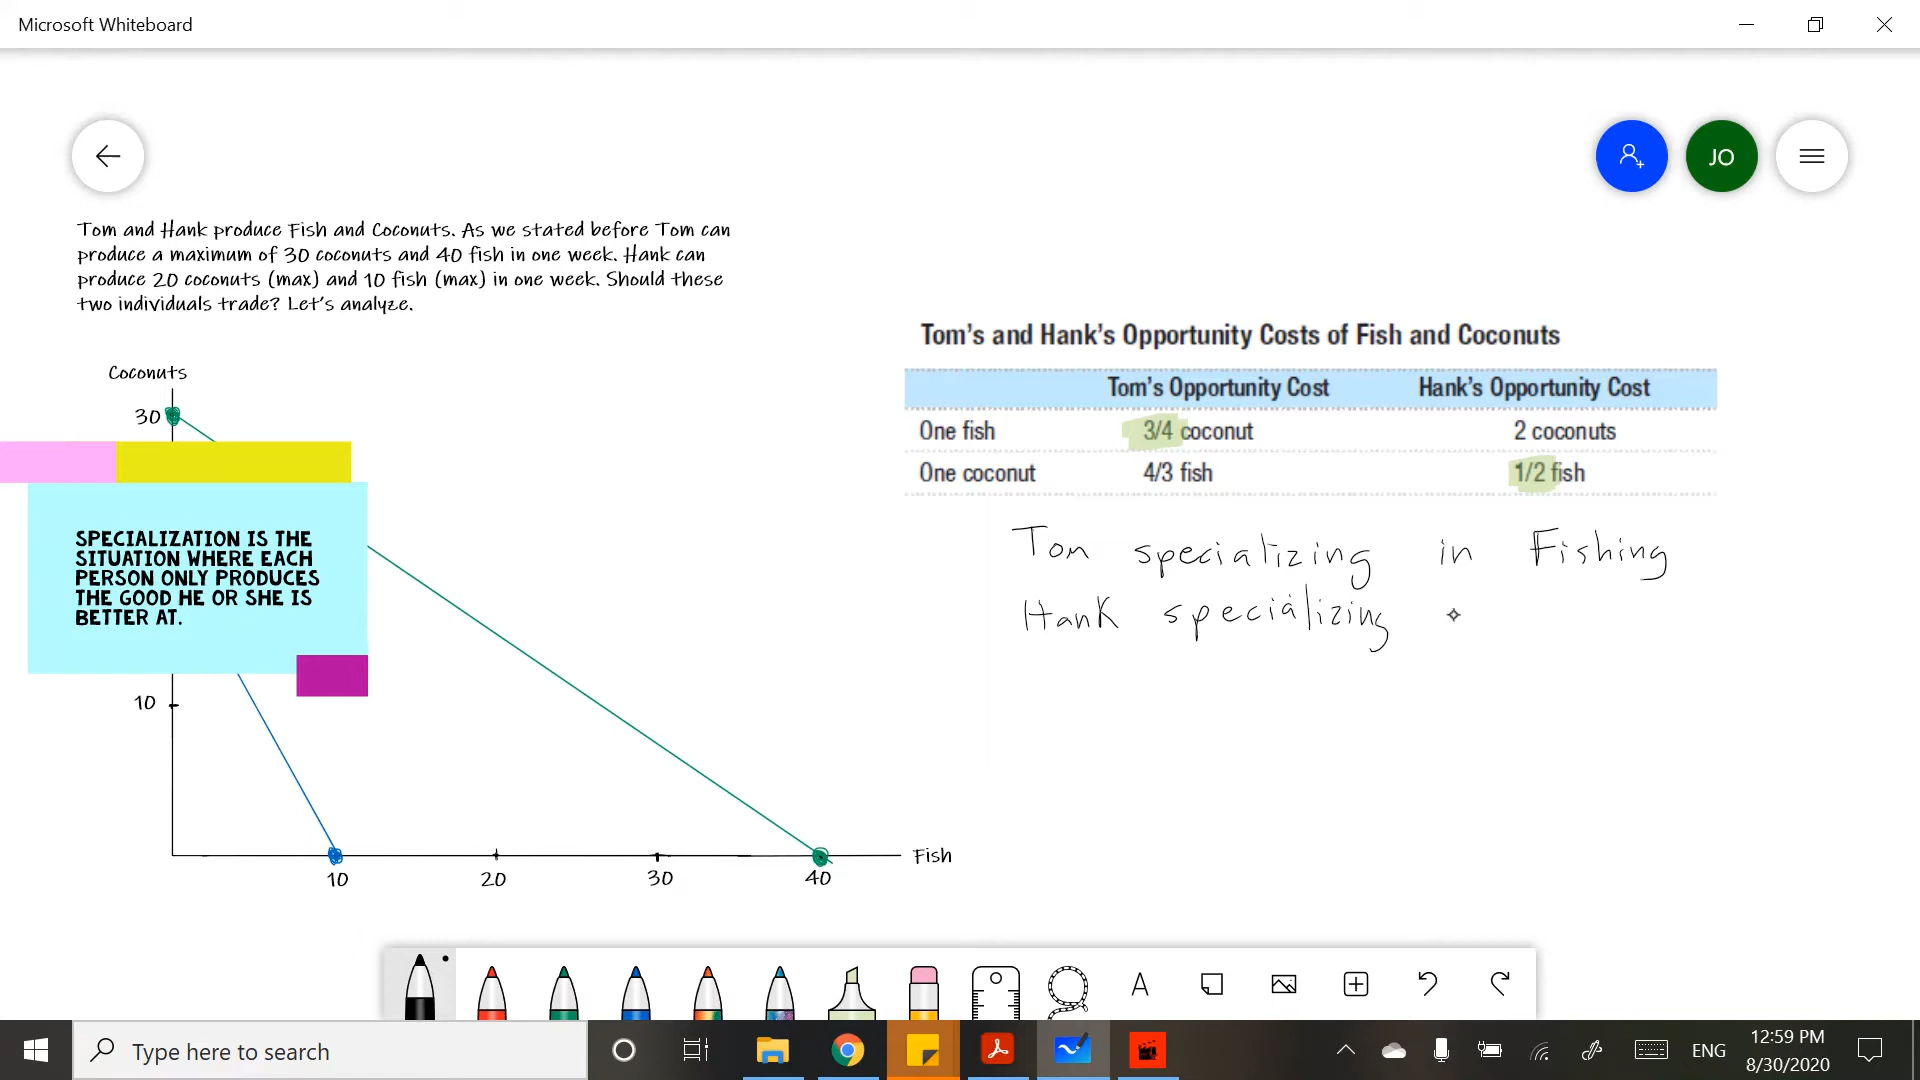 Microsoft Whiteboard
JO
Tom and Hank produce Fish and Coconuts. As we stated before Tom can
produce a maximum of 30 coconuts and 40 fish in one week. Hank can
produce 20 coconuts (max) and 10 fish (max) in one week. Should these
two individuals trade? Let's analyze.
Tom's and Hank's Opportunity Costs of Fish and Coconuts
Tom's Opportunity Cost Hank's Opportunity Cost
One fish 3/4 coconut 2 coconuts
One coconut 4/3 fish 1/2 fish
Tom specializing in Fishing
Hank specializing
Coconuts
30
SPECIALIZATION IS THE
SITUATION WHERE EACH
PERSON ONLY PRODUCES
THE GOOD HE OR SHE IS
BETTER AT.
10
Fish
10 20 30 40
A
Type here to search
ENG
12:59 PM
8/30/2020